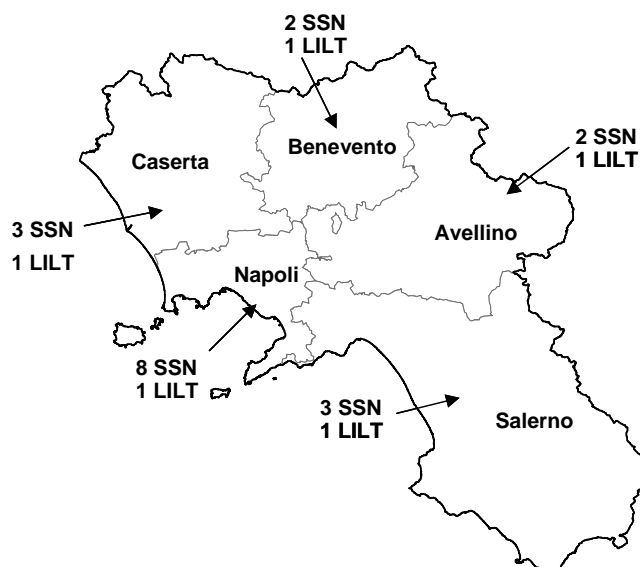 2 SSN
1 LILT
Benevento
2 SSN
1 LILT
Caserta
3 SSN
1 LILT
Avellino
Napoli
8 SSN
1 LILT
3 SSN
1 LILT
Salerno